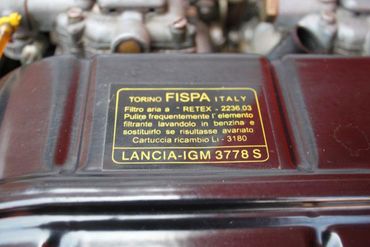 TORINO FISPA ITALY
Filtro aria a "RETEX - 2236.03
Pulire frequentemente l'elemento
filtrante lavandolo in benzina e
sostituirlo se risultasse avariato
Cartuccia ricambio Li - 3180
LANCIA-IGM 3778 S